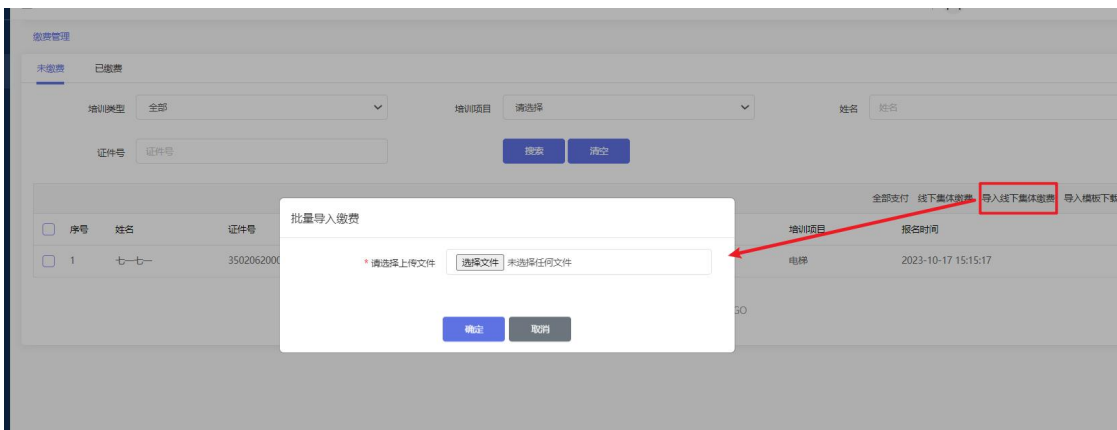 缴费管理
未缴费 已缴费
培训类型 全部 培训项目 请选择 姓名 姓名
证件号 证件号 搜索 清空
全部支付 线下集体缴费 导入线下集体缴费 导入模板下载
批量导入缴费
序号 姓名 证件号 培训项目 报名时间
* 请选择上传文件 选择文件 未选择任何文件
1 七一七一 3502062000 电梯 2023-10-17 15:15:17
GO
确定 取消